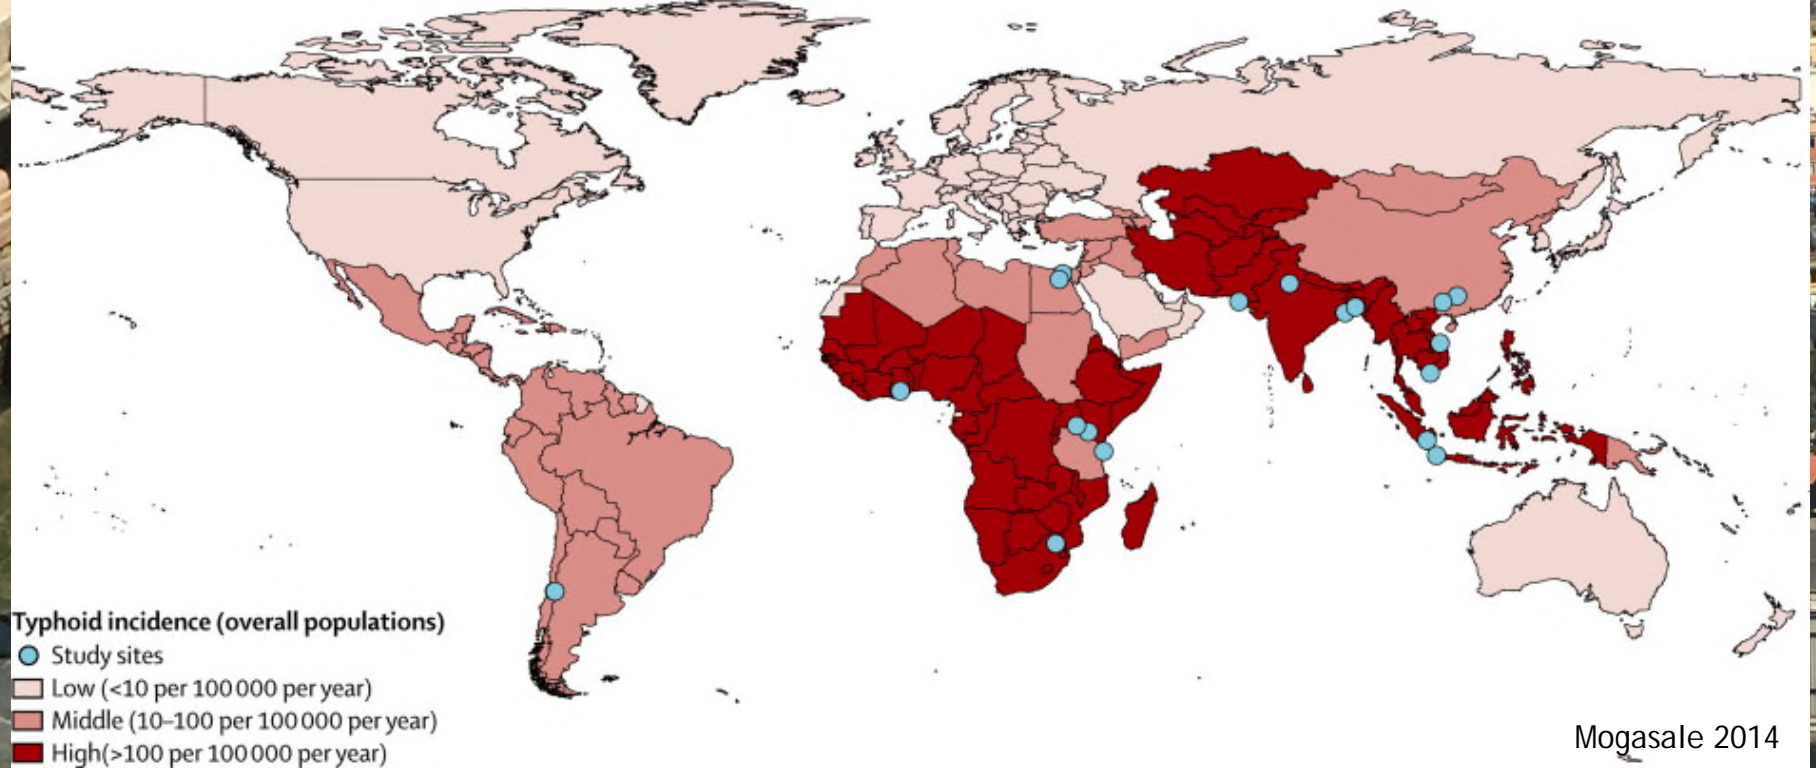 Typhoid incidence (overall populations)
Study sites
Low (<10 per 100 000 per year)
Middle (10–100 per 100 000 per year)
High(>100 per 100 000 per year)
Mogasale 2014